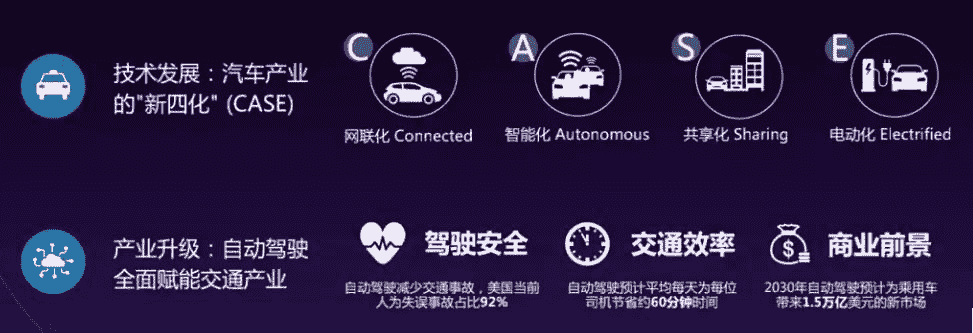 技术发展：汽车产业
的"新四化" (CASE)
C
A
S
E
网联化 Connected
智能化 Autonomous
共享化 Sharing
电动化 Electrified
产业升级：自动驾驶
全面赋能交通产业
驾驶安全
自动驾驶减少交通事故，美国当前
人为失误事故占比92%
交通效率
自动驾驶预计平均每天为每位
司机节省约60分钟时间
商业前景
2030年自动驾驶预计为乘用车
带来1.5万亿美元的新市场